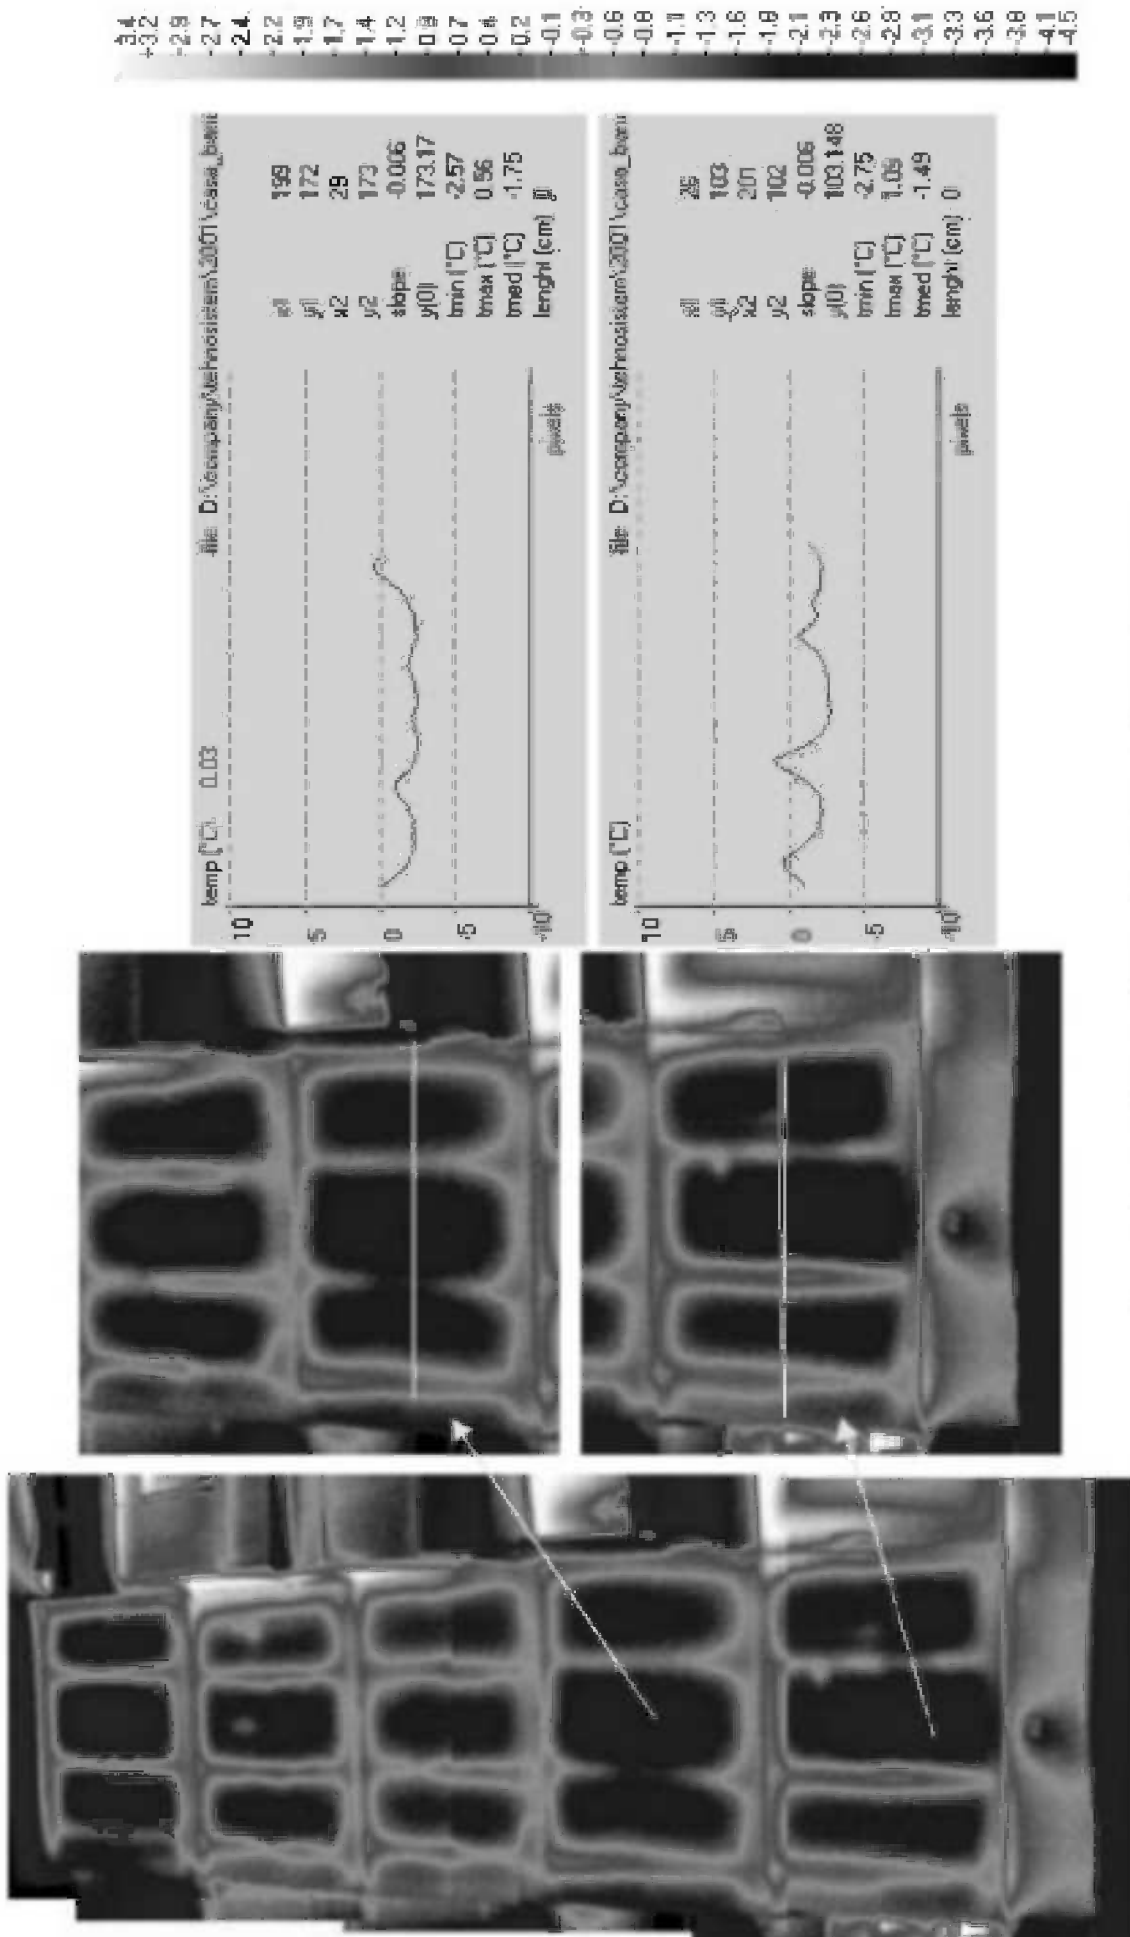 3.4
3.2
2.9
2.7
2.4
2.2
1.9
1.7
1.4
1.2
0.9
0.7
0.4
0.2
-0.1
-0.3
-0.6
-0.8
-1.1
-1.3
-1.6
-1.8
-2.1
-2.3
-2.6
-2.8
-3.1
-3.3
-3.6
-3.8
-4.1
-4.5
temp [°C] 0.03 file: D:\company\tehnosistem\2001\casa_
10
5
0
-5
-10
pixels
x1 199
y1 172
x2 29
y2 173
slope -0.006
y(0) 173.17
tmin [°C] -2.57
tmax [°C] 0.56
tmed [°C] -1.75
lenght [cm] 0
temp [°C] file: D:\company\tehnosistem\2001\casa_
10
5
0
-5
-10
pixels
x1 26
y1 103
x2 201
y2 102
slope -0.006
y(0) 103.148
tmin [°C] -2.75
tmax [°C] 1.09
tmed [°C] -1.49
lenght [cm] 0